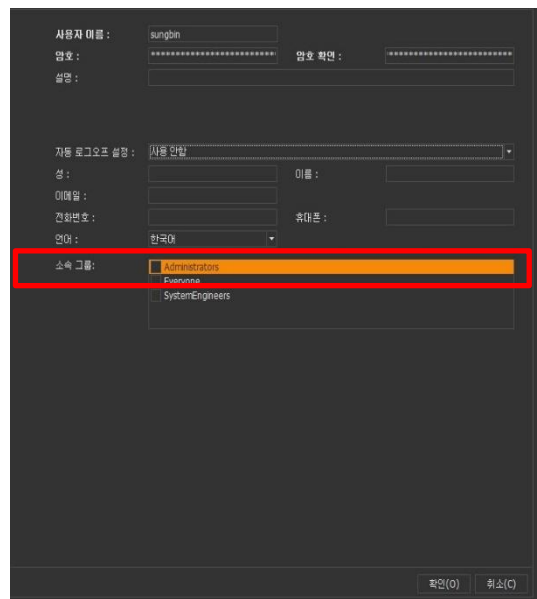 사용자 이름 : sungbin
암호 : ************************* 암호 확인 : *************************
설명 :
자동 로그오프 설정 : 사용 안함
성 : 이름 :
이메일 :
전화번호 : 휴대폰 :
언어 : 한국어
소속 그룹: Administrators
Everyone
SystemEngineers
확인(O) 취소(C)